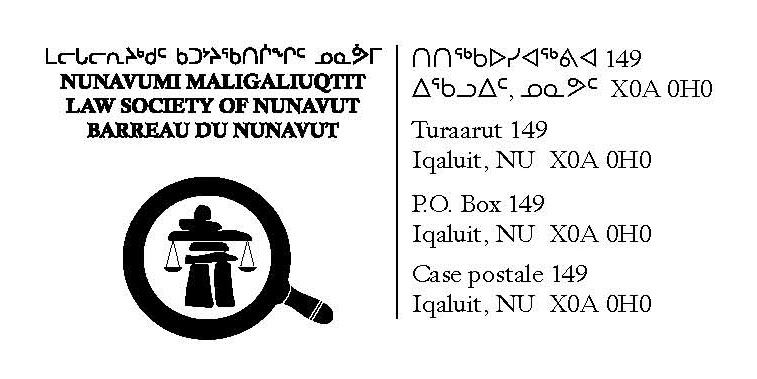 ᒪᓕᒐᓕᕆᔨᒃᑯᑦ ᑲᑐᔾᔨᖃᑎᒌᖏᑦ ᓄᓇᕗᒻᒥ
NUNAVUMI MALIGALIUQTIT
LAW SOCIETY OF NUNAVUT
BARREAU DU NUNAVUT
ᑎᑎᖅᑲᐅᓯᐊᖅᕕᐊ 149
ᐃᖃᓗᐃᑦ, ᓄᓇᕗᑦ X0A 0H0
Turaarut 149
Iqaluit, NU X0A 0H0
P.O. Box 149
Iqaluit, NU X0A 0H0
Case postale 149
Iqaluit, NU X0A 0H0